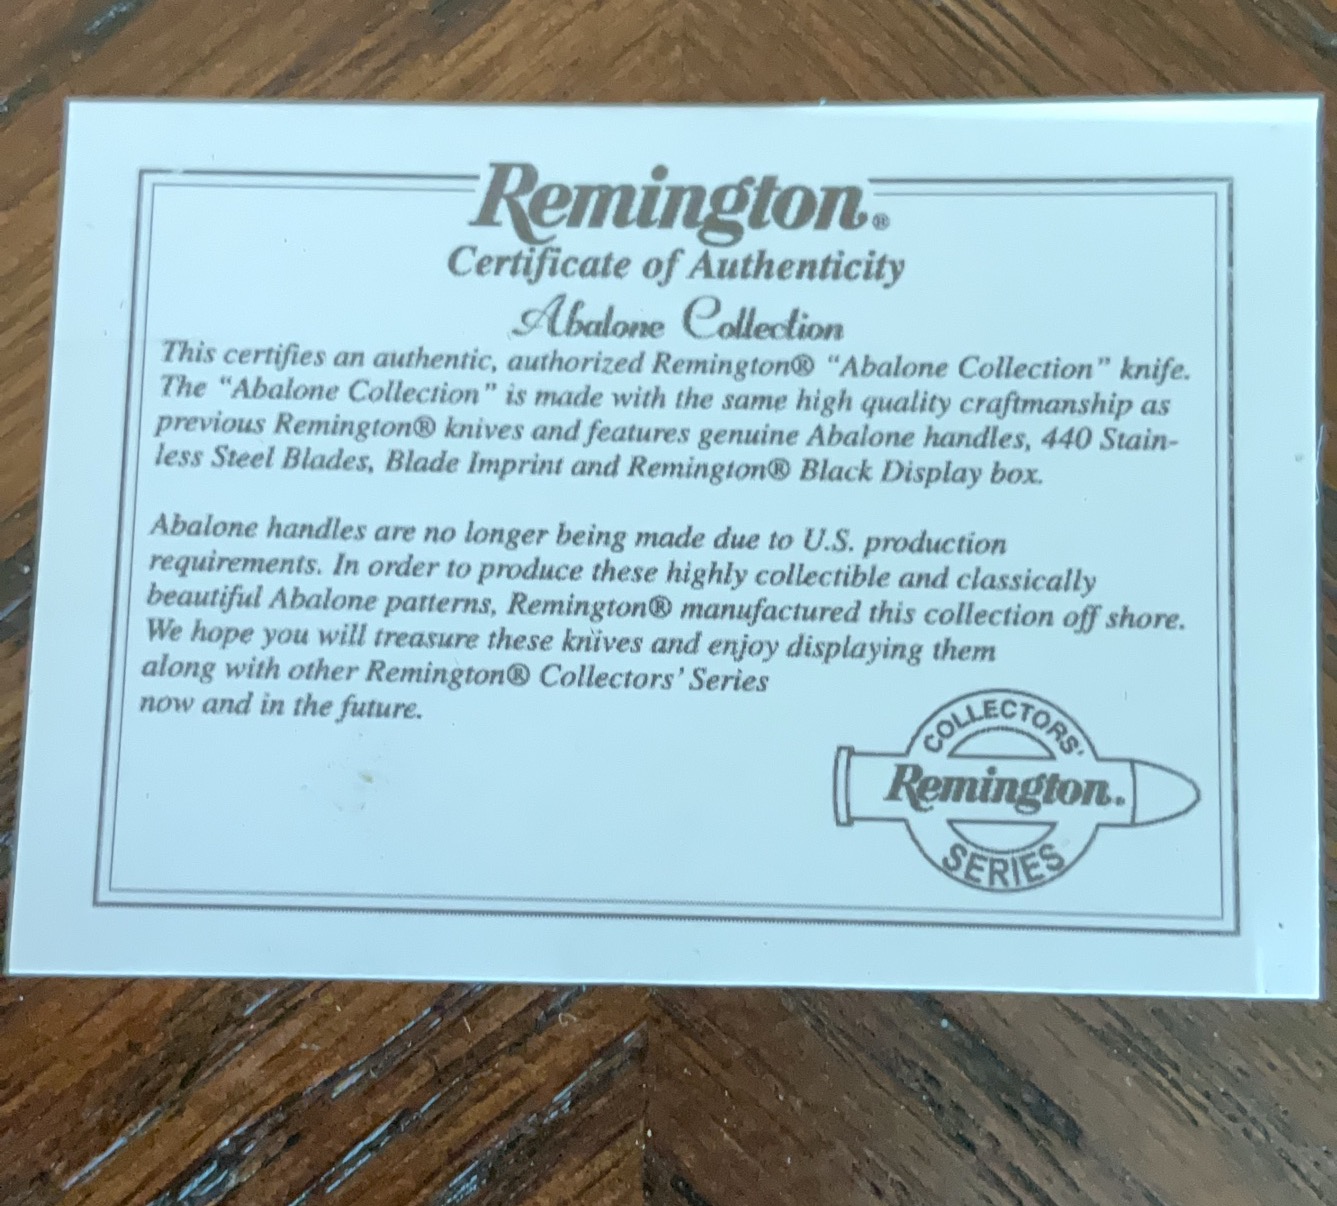 Remington®
Certificate of Authenticity
Abalone Collection
This certifies an authentic, authorized Remington® “Abalone Collection” knife.
The “Abalone Collection” is made with the same high quality craftmanship as
previous Remington® knives and features genuine Abalone handles, 440 Stain-
less Steel Blades, Blade Imprint and Remington® Black Display box.
Abalone handles are no longer being made due to U.S. production
requirements. In order to produce these highly collectible and classically
beautiful Abalone patterns, Remington® manufactured this collection off shore.
We hope you will treasure these knives and enjoy displaying them
along with other Remington® Collectors’ Series
now and in the future.
COLLECTORS’
Remington.
SERIES